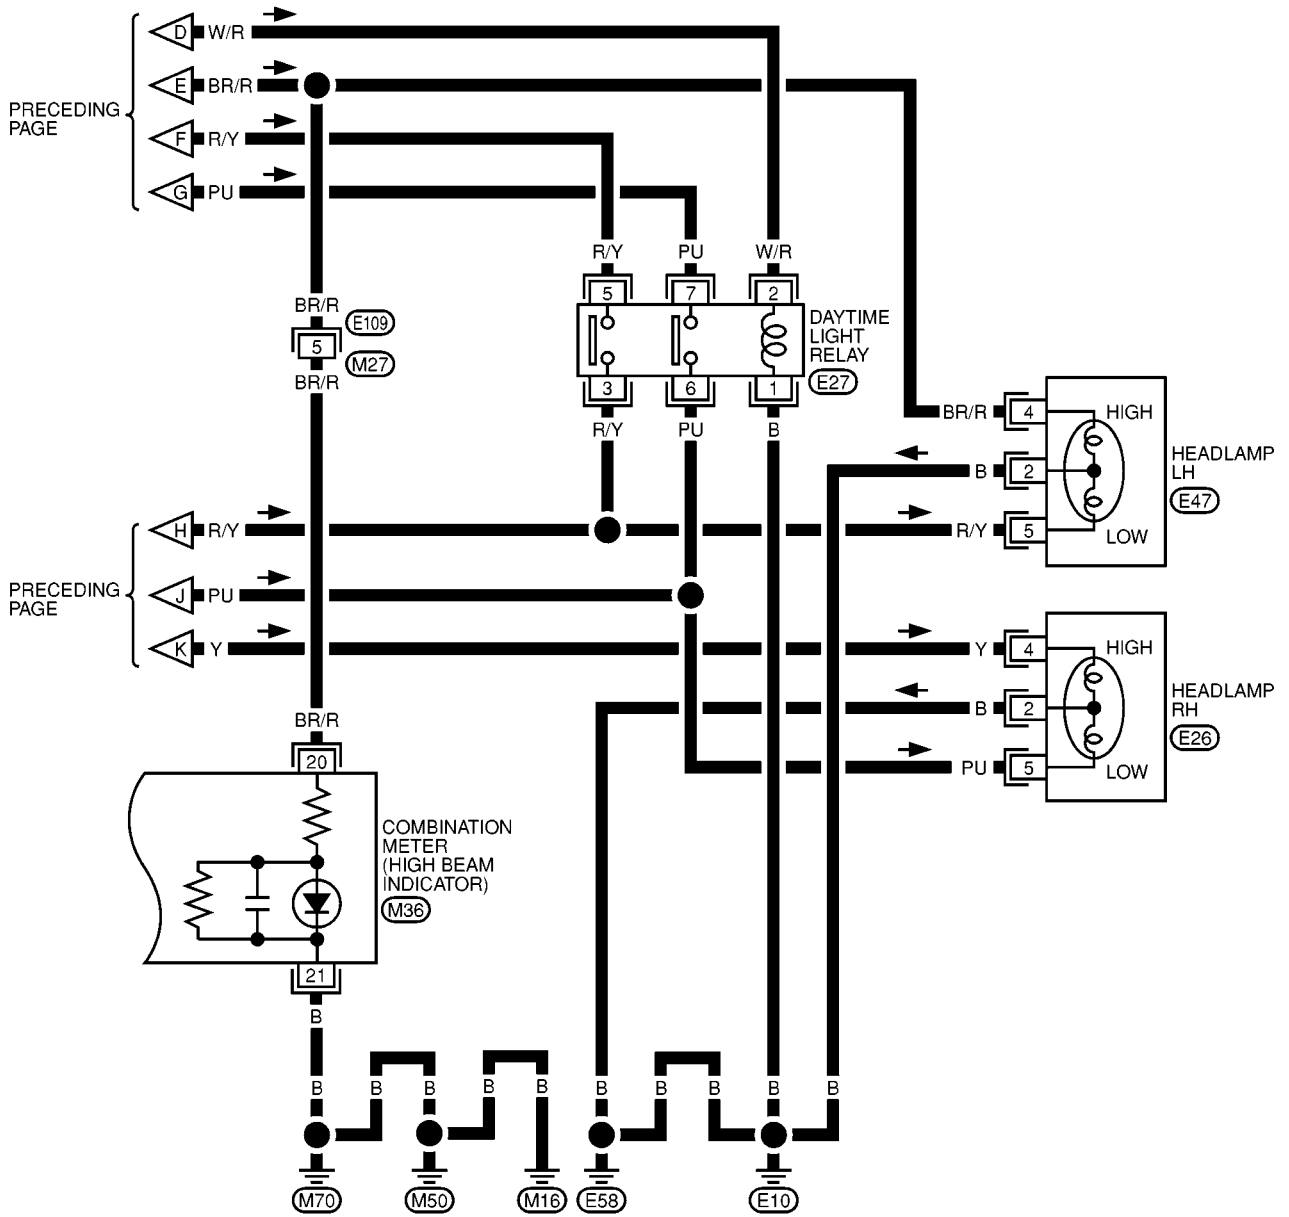 D W/R
E BR/R
PRECEDING
PAGE
F R/Y
G PU
R/Y PU W/R
5 7 2
BR/R
E109
5
M27
BR/R
DAYTIME
LIGHT
RELAY
E27
3 6 1
R/Y PU B
BR/R 4 HIGH
B 2
HEADLAMP
LH
E47
R/Y 5 LOW
H R/Y
PRECEDING
PAGE
J PU
K Y
Y 4 HIGH
B 2
HEADLAMP
RH
E26
PU 5 LOW
BR/R
20
COMBINATION
METER
(HIGH BEAM
INDICATOR)
M36
21
B
B B B B B B B B B B
M70 M50 M16 E58 E10